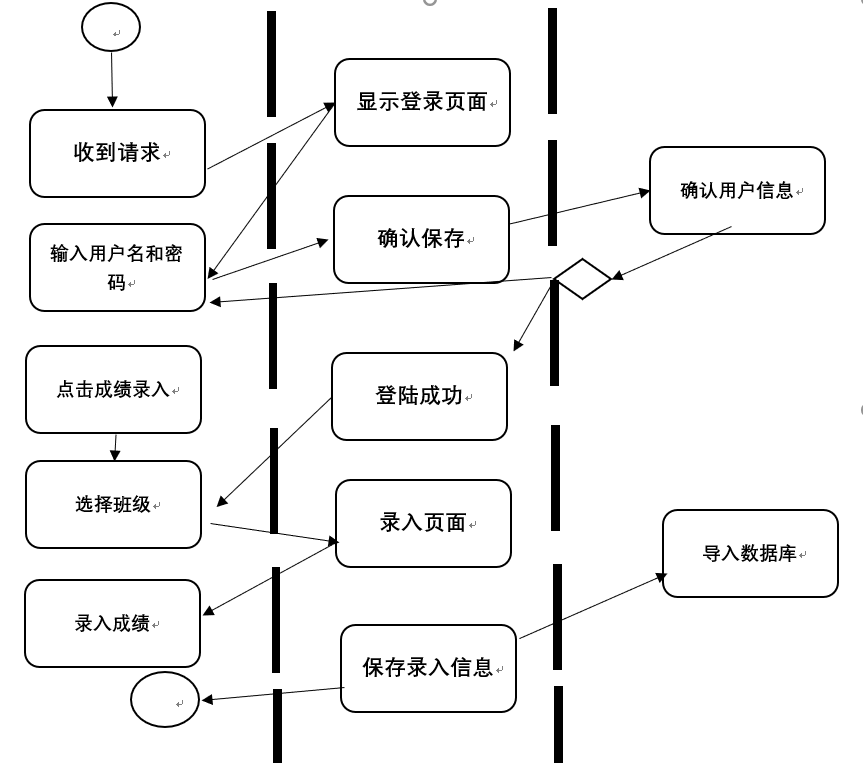 显示登录页面
收到请求
确认用户信息
确认保存
输入用户名和密
码
点击成绩录入
登陆成功
选择班级
录入页面
导入数据库
录入成绩
保存录入信息